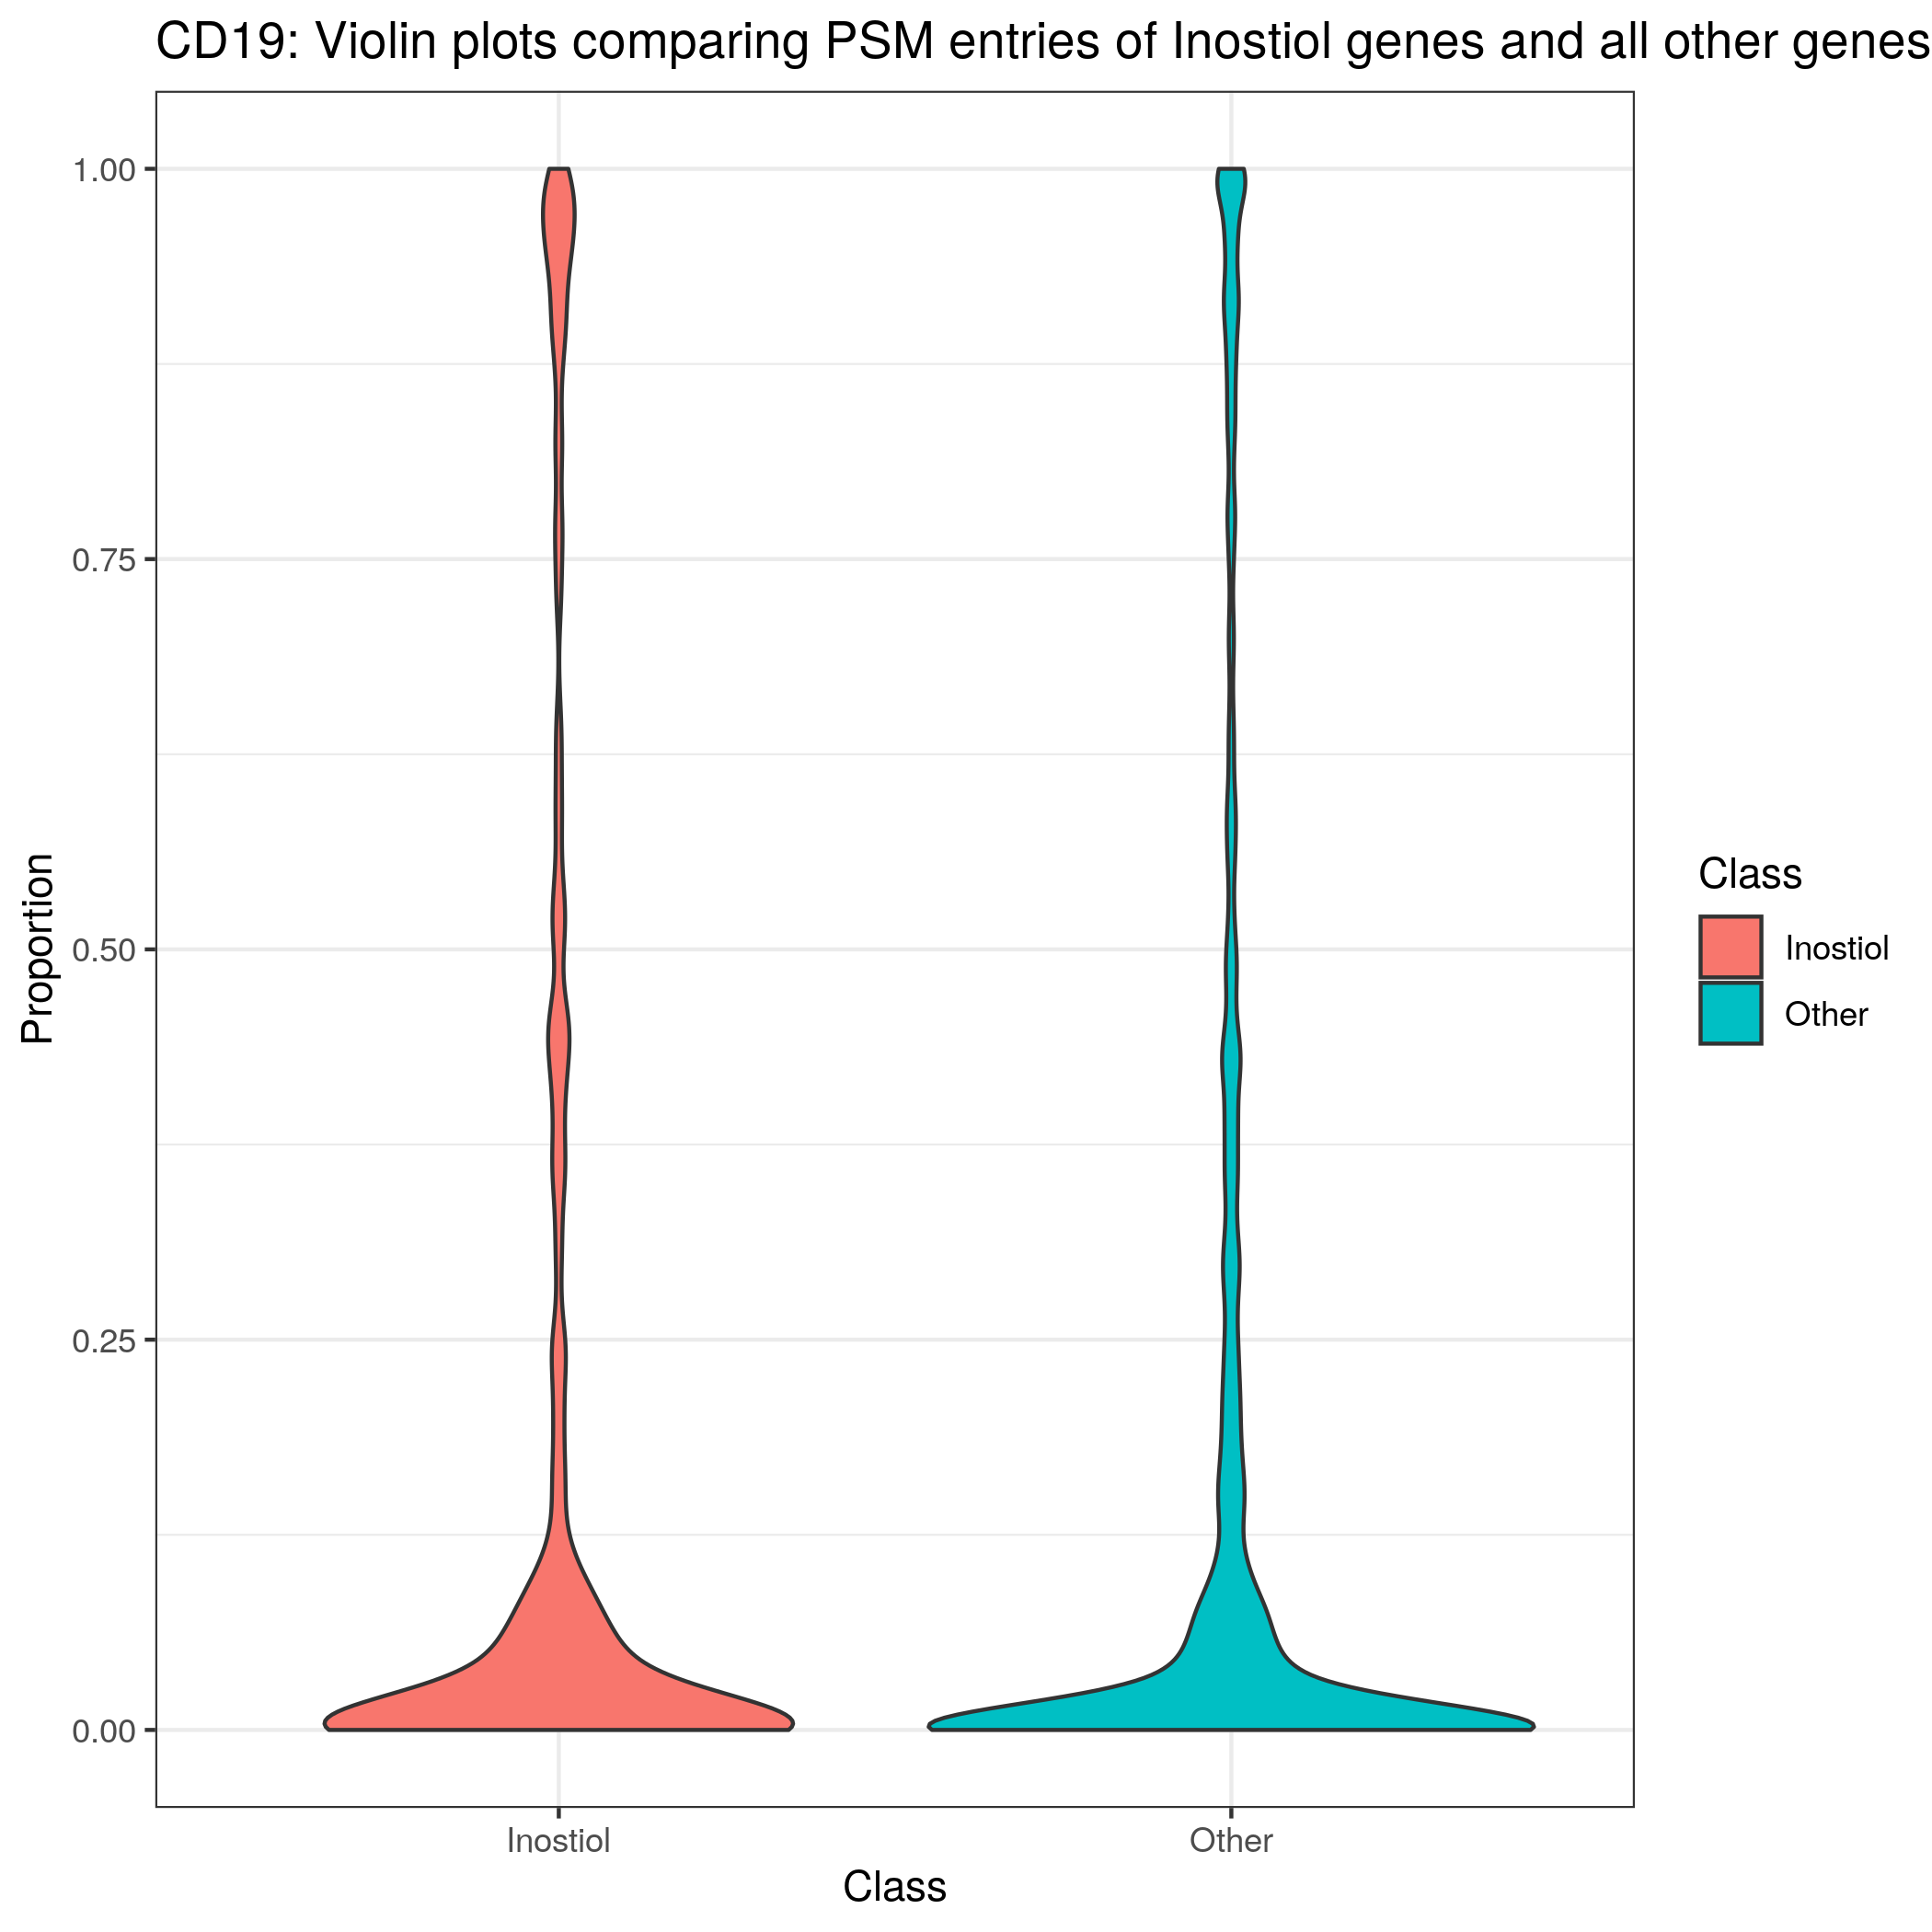 CD19: Violin plots comparing PSM entries of Inostiol genes and all other genes
1.00
0.75
0.50
0.25
0.00
Proportion
Inostiol
Other
Class
Class
Inostiol
Other